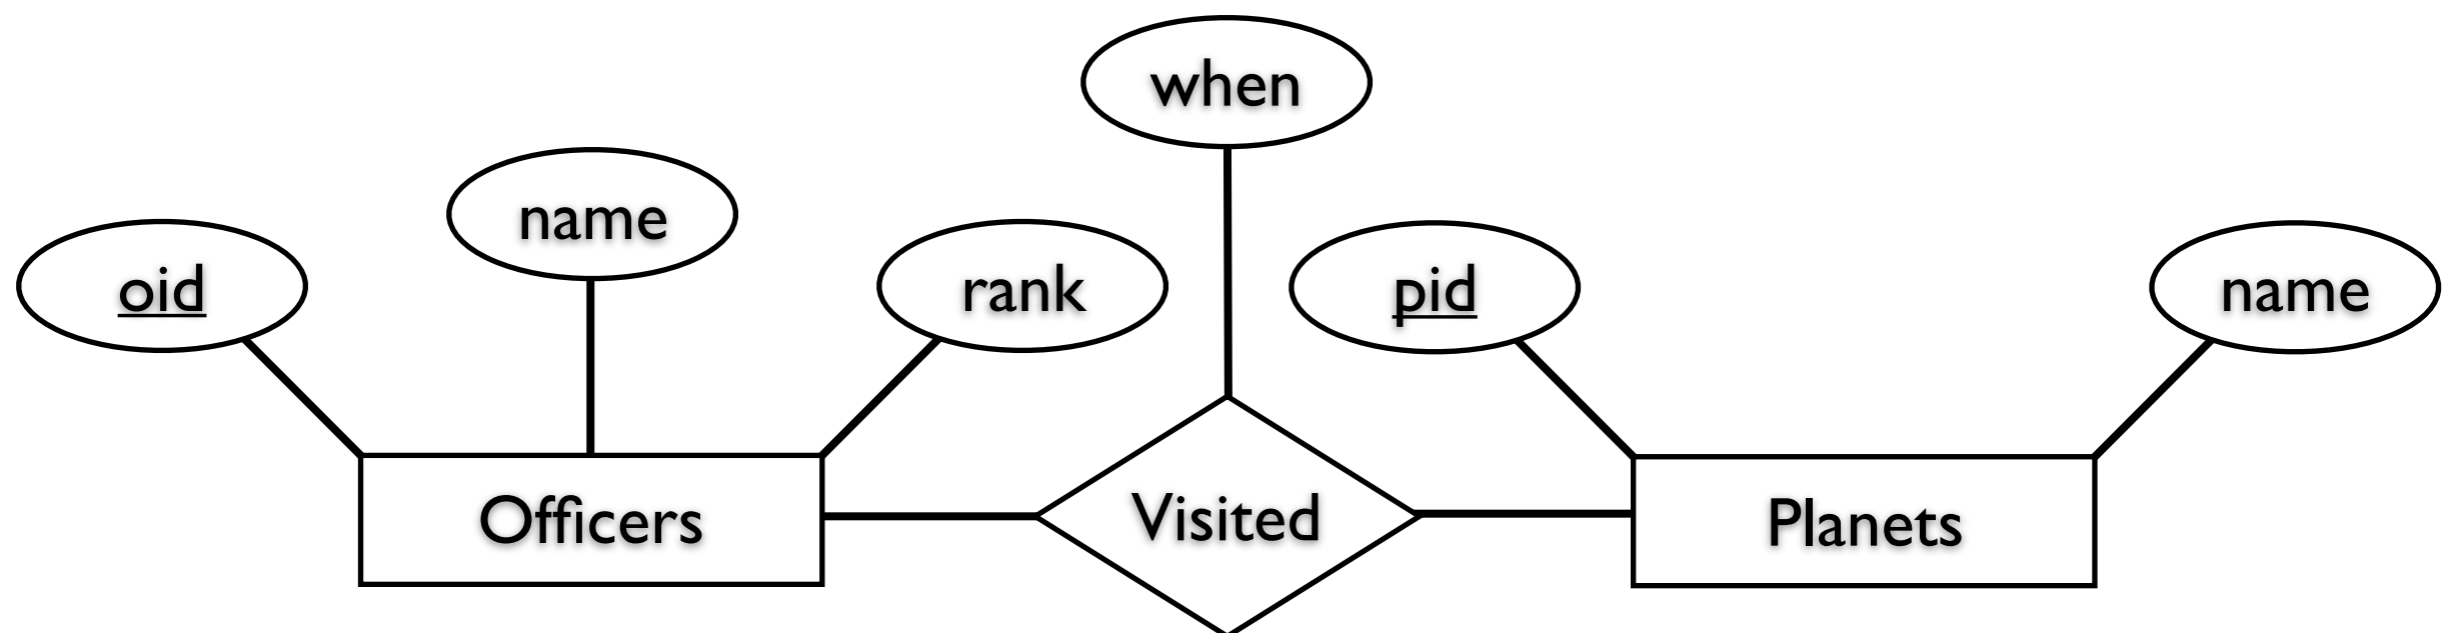 when
name
oid
rank
pid
name
Officers
Visited
Planets